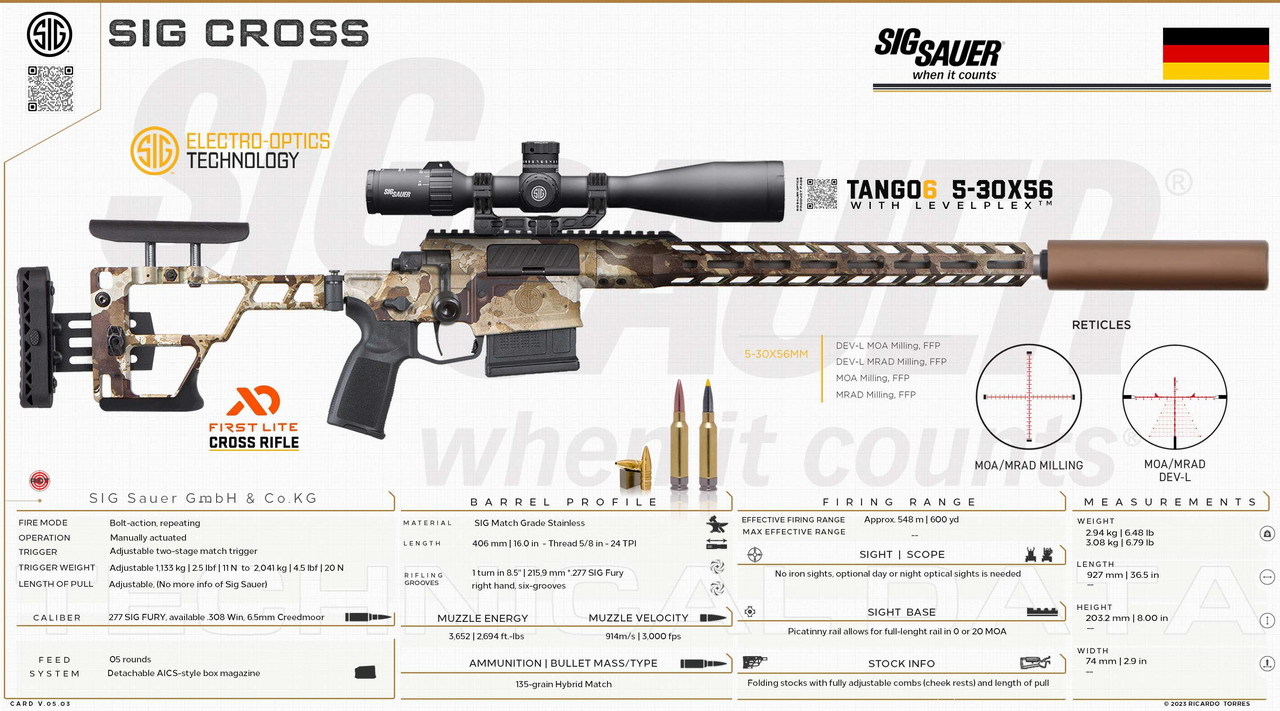 SIG
SIG CROSS
SIG SAUER
when it counts
SIG ELECTRO-OPTICS
TECHNOLOGY
SIG SAUER
SIG
TANGO6 5-30X56
WITH LEVELPLEX™
SIG SAUER®
when it counts®
RETICLES
5-30X56MM
DEV-L MOA Milling, FFP
DEV-L MRAD Milling, FFP
MOA Milling, FFP
MRAD Milling, FFP
MOA/MRAD MILLING
MOA/MRAD
DEV-L
FIRST LITE
CROSS RIFLE
TECHNICAL DATA
SIG Sauer GmbH & Co.KG
FIRE MODE Bolt-action, repeating
OPERATION Manually actuated
TRIGGER Adjustable two-stage match trigger
TRIGGER WEIGHT Adjustable 1,133 kg | 2.5 lbf | 11 N to 2,041 kg | 4.5 lbf | 20 N
LENGTH OF PULL Adjustable, (No more info of Sig Sauer)
CALIBER 277 SIG FURY, available .308 Win, 6.5mm Creedmoor
FEED 05 rounds
SYSTEM Detachable AICS-style box magazine
BARREL PROFILE
MATERIAL SIG Match Grade Stainless
LENGTH 406 mm | 16.0 in - Thread 5/8 in - 24 TPI
RIFLING 1 turn in 8.5" | 215,9 mm *.277 SIG Fury
GROOVES right hand, six-grooves
MUZZLE ENERGY MUZZLE VELOCITY
3,652 | 2,694 ft.-lbs 914m/s | 3,000 fps
AMMUNITION | BULLET MASS/TYPE
135-grain Hybrid Match
FIRING RANGE
EFFECTIVE FIRING RANGE Approx. 548 m | 600 yd
MAX EFFECTIVE RANGE --
SIGHT | SCOPE
No iron sights, optional day or night optical sights is needed
SIGHT BASE
Picatinny rail allows for full-lenght rail in 0 or 20 MOA
STOCK INFO
Folding stocks with fully adjustable combs (cheek rests) and length of pull
MEASUREMENTS
WEIGHT
2.94 kg | 6.48 lb
3.08 kg | 6.79 lb
LENGTH
927 mm | 36.5 in
--
HEIGHT
203.2 mm | 8.00 in
--
WIDTH
74 mm | 2.9 in
--
CARD V.05.03
© 2023 RICARDO TORRES